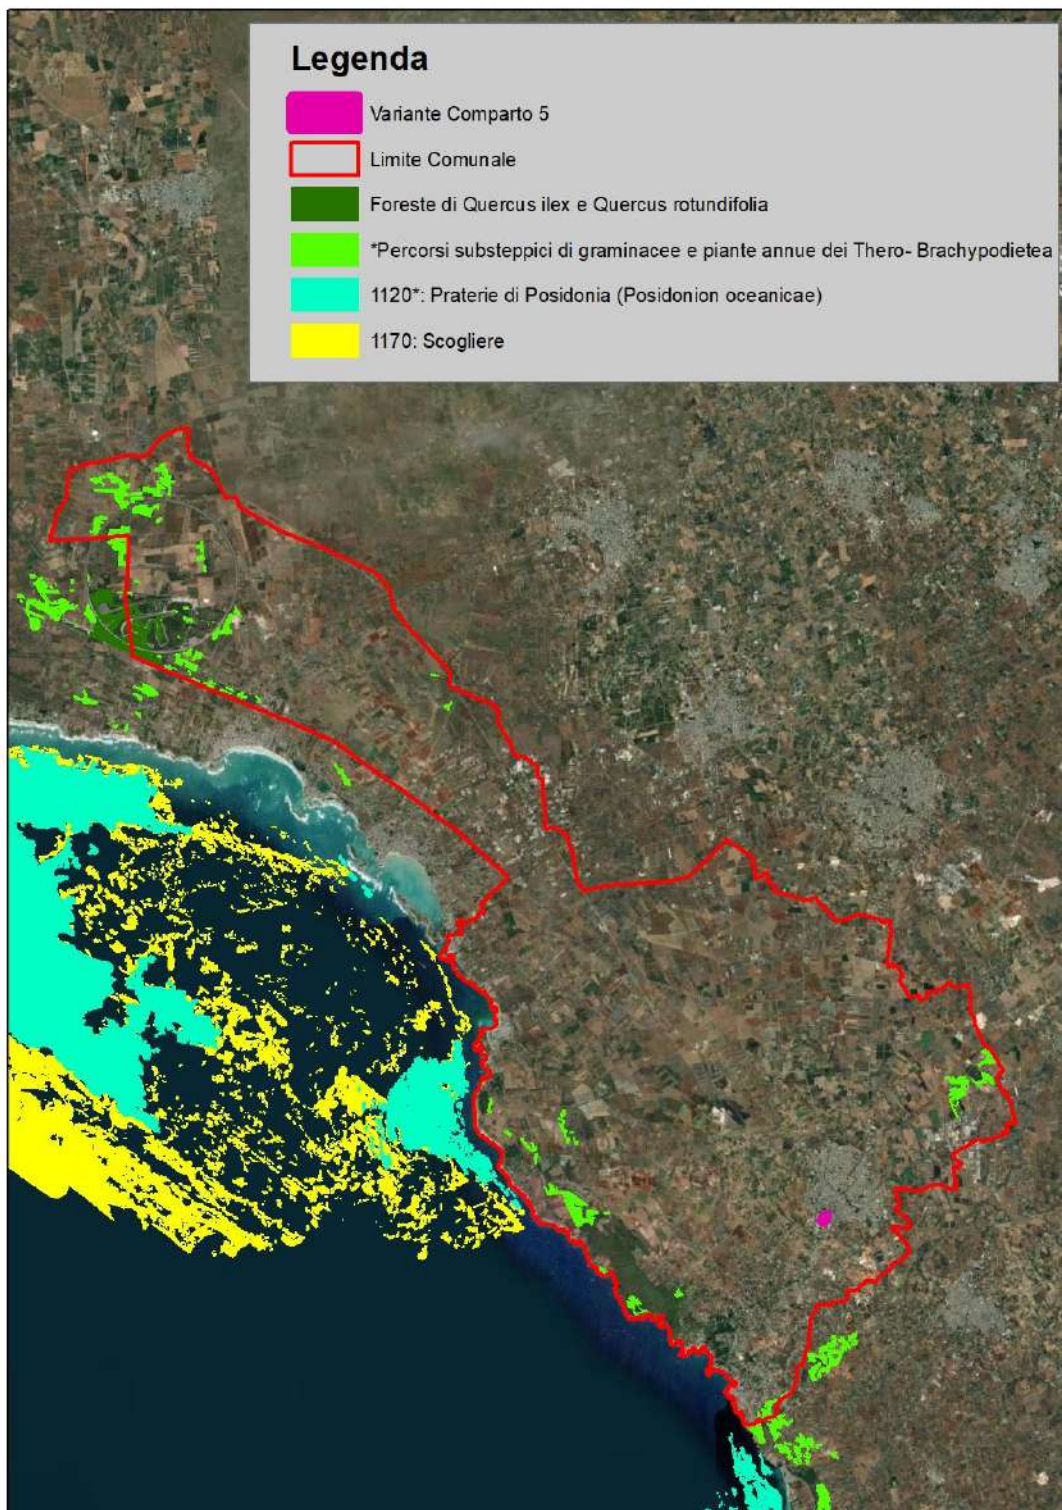 Legenda
Variante Comparto 5
Limite Comunale
Foreste di Quercus ilex e Quercus rotundifolia
*Percorsi substeppici di graminacee e piante annue dei Thero- Brachypodietea
1120*: Praterie di Posidonia (Posidonion oceanicae)
1170: Scogliere